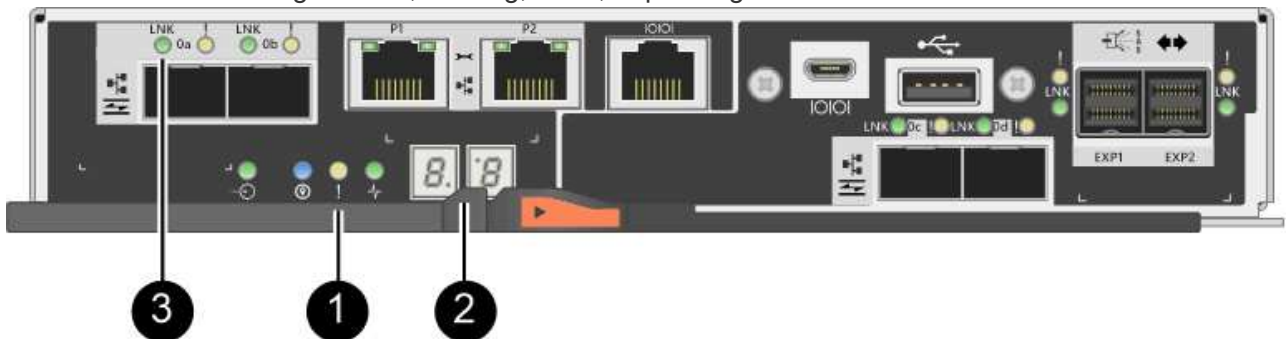 LNK 0a ! LNK 0b !
P1
P2
IOIOI
IOIOI
LNK 0c ! LNK 0d !
! LNK
SAS
EXP1 EXP2
! LNK
!
8. 8
3 1 2